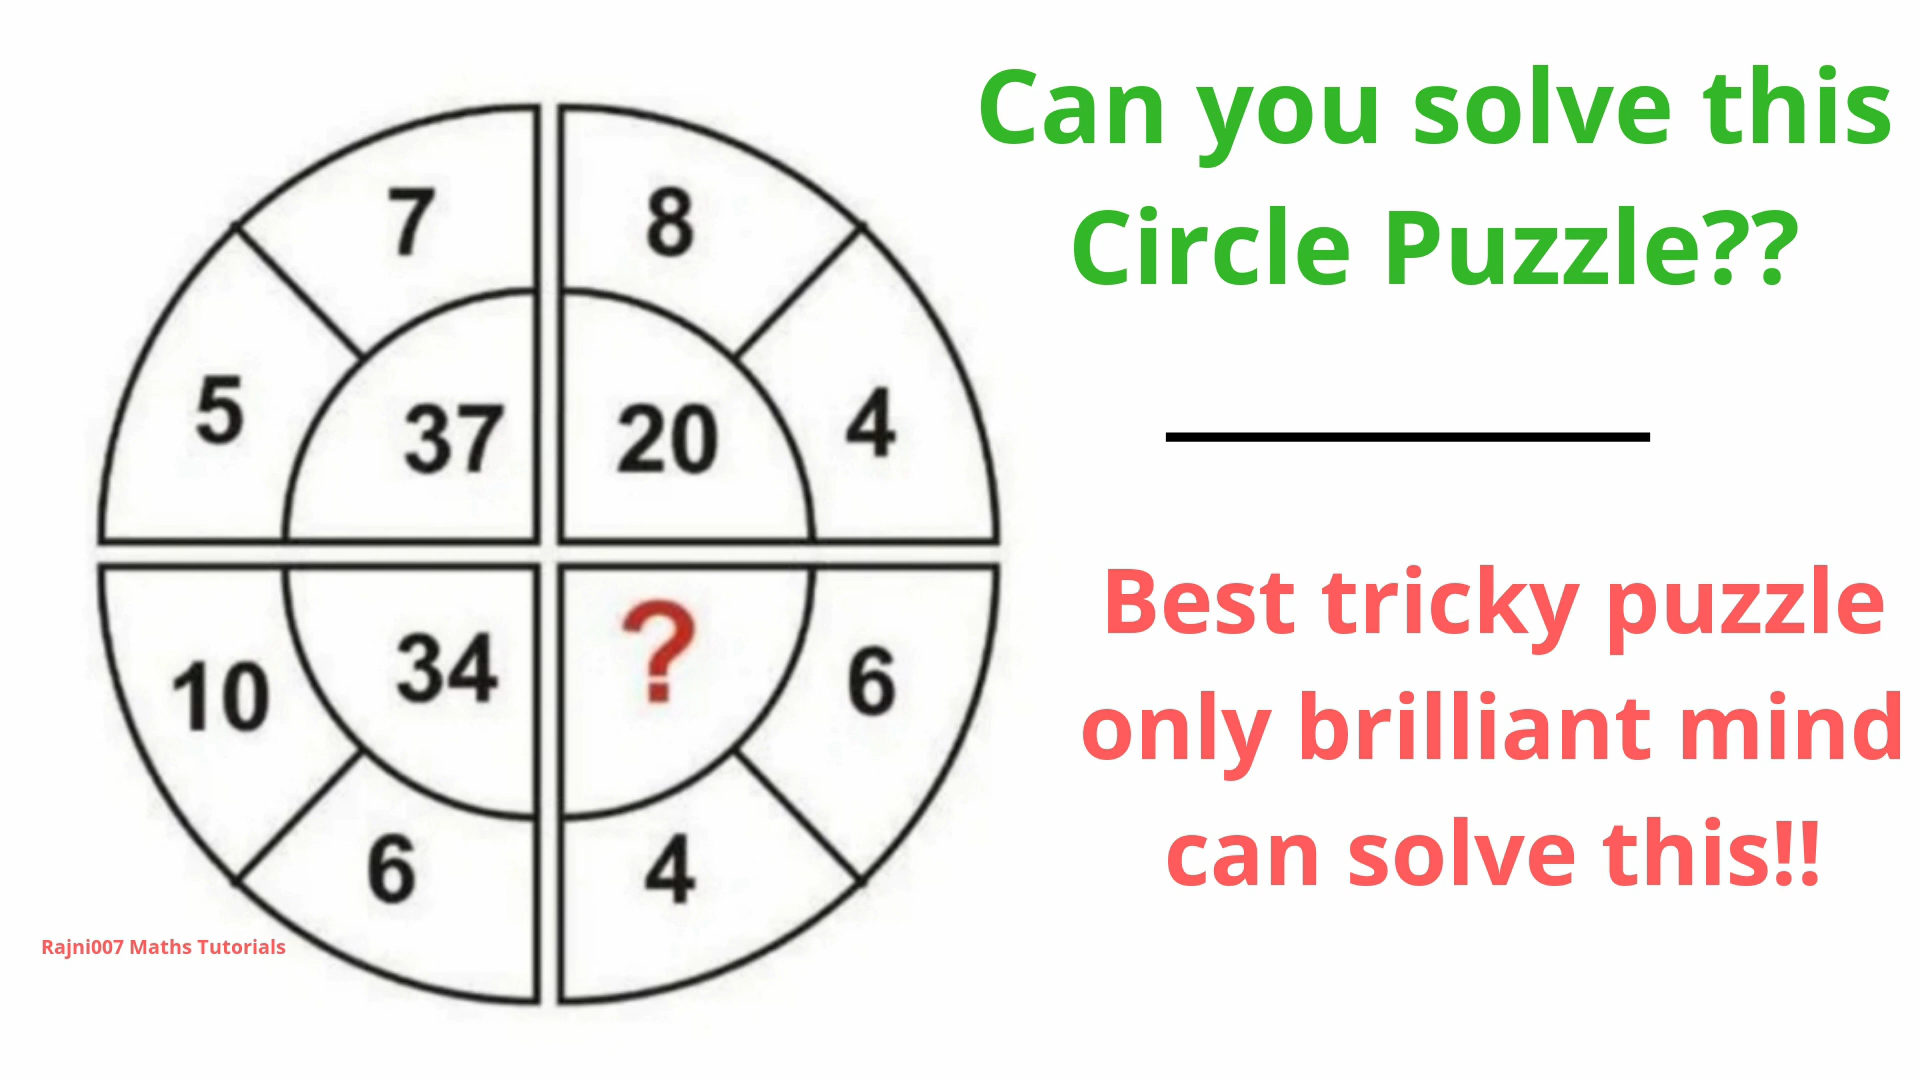 Can you solve this
Circle Puzzle??
7
8
5
37
20
4
10
34
?
6
6
4
Best tricky puzzle
only brilliant mind
can solve this!!
Rajni007 Maths Tutorials